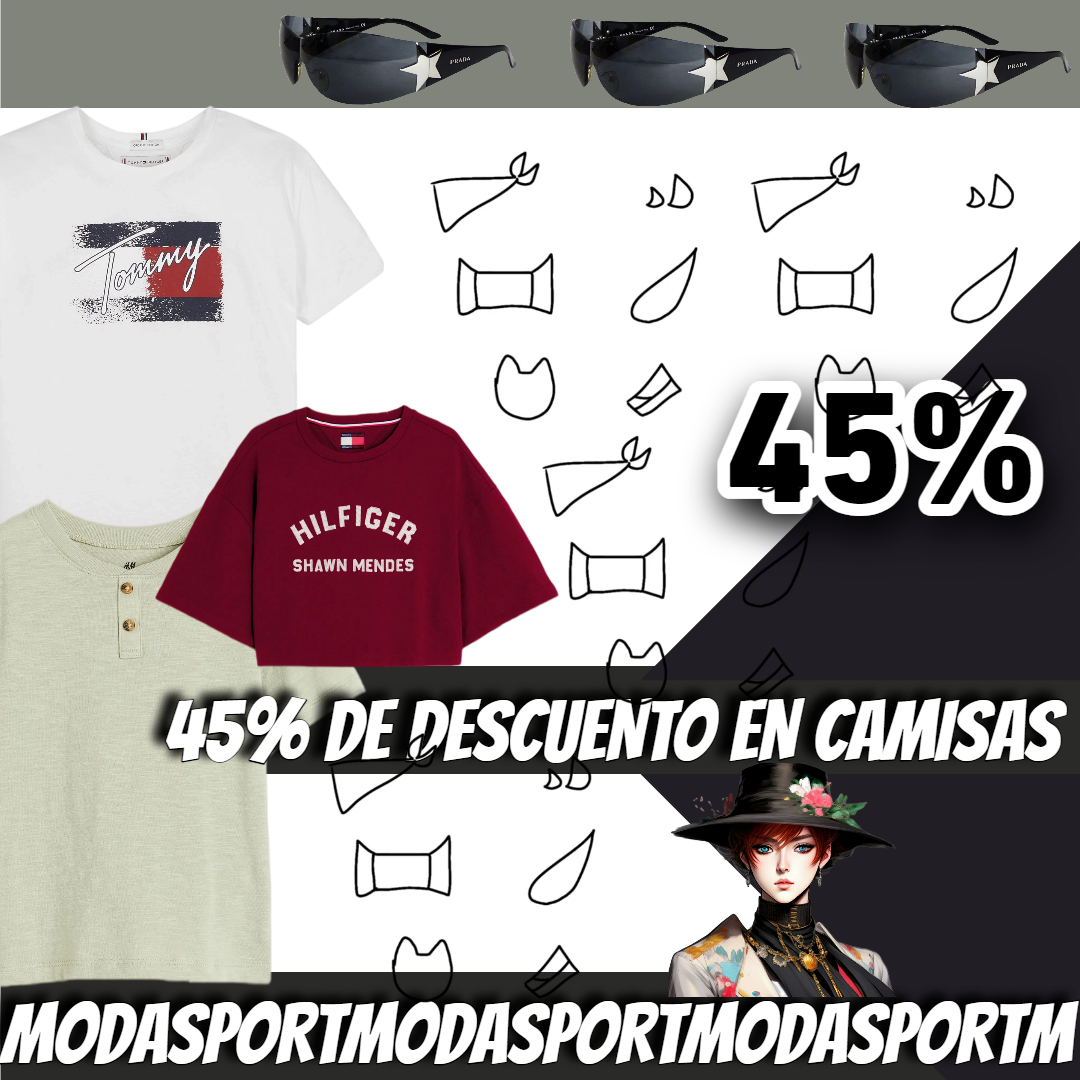 PRADA PRADA PRADA
Tommy
HILFIGER
SHAWN MENDES
H&M
45%
45% DE DESCUENTO EN CAMISAS
MODASPORTMODASPORTMODASPORTM